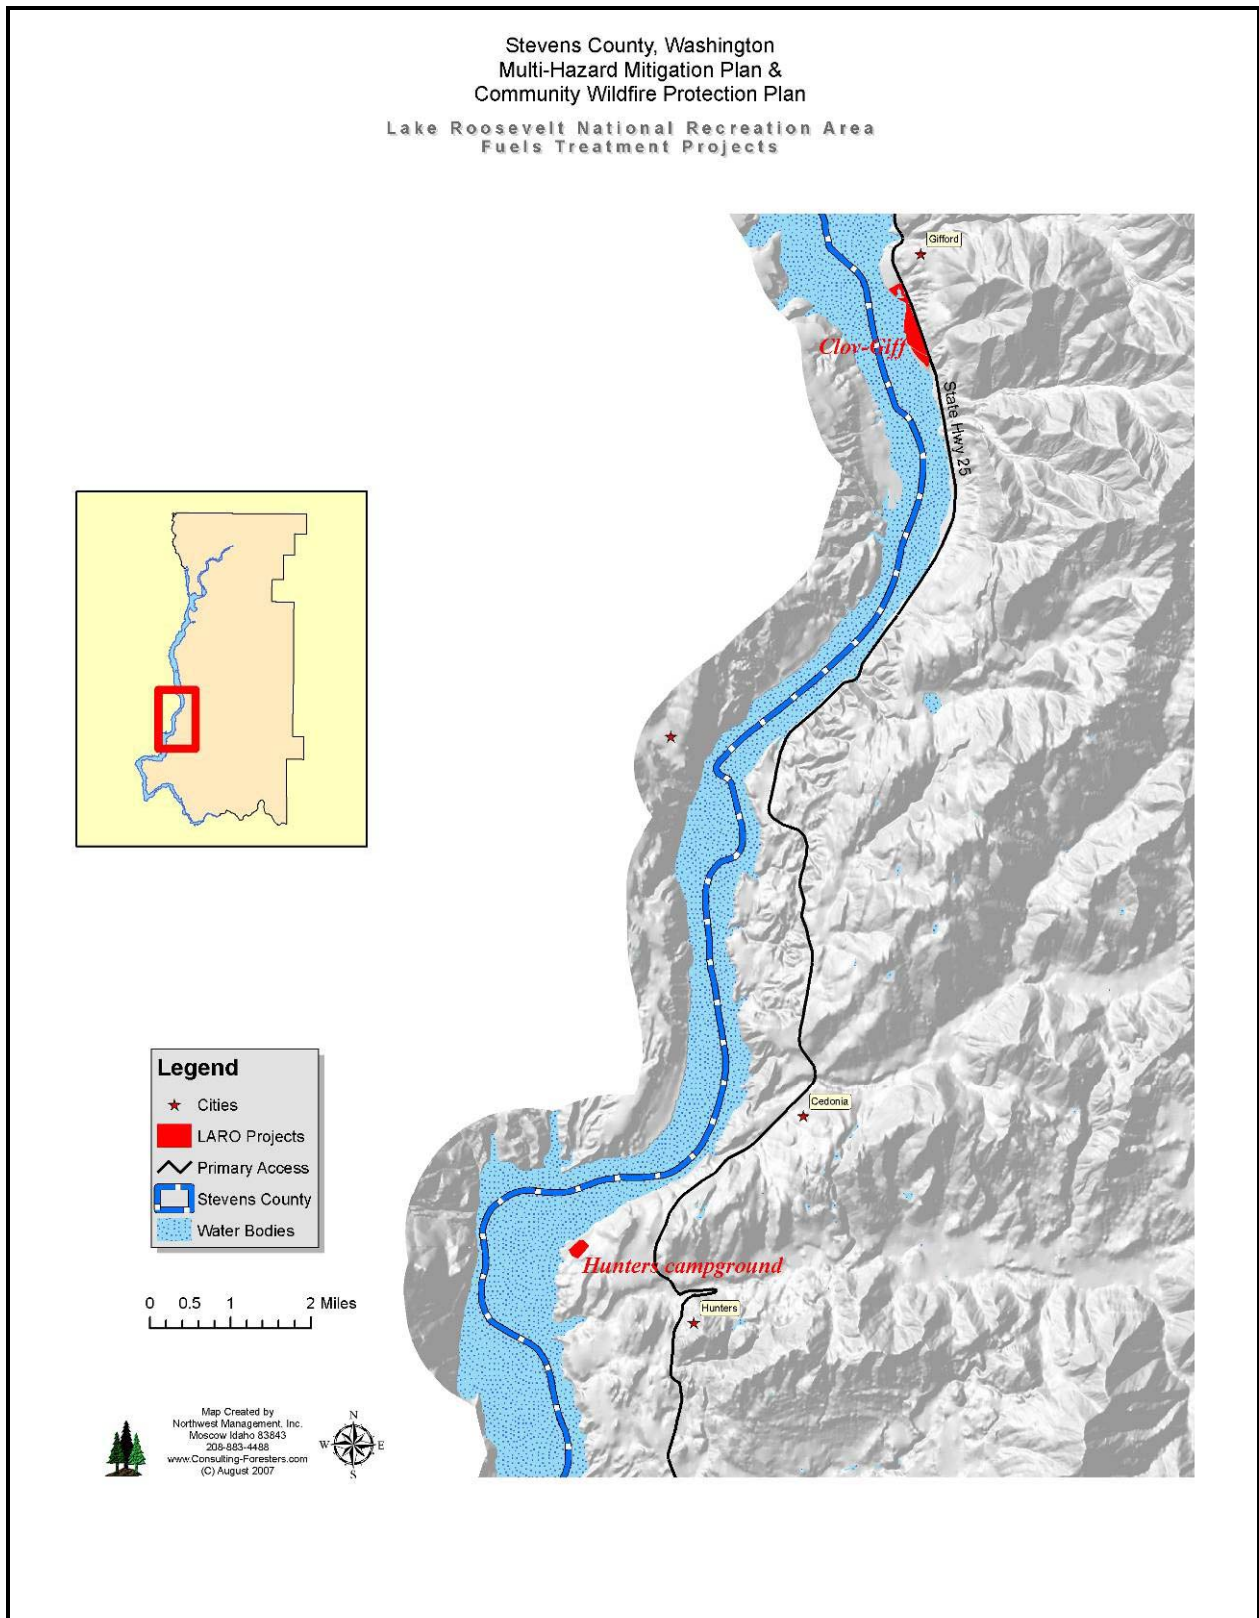 Stevens County, Washington
Multi-Hazard Mitigation Plan &
Community Wildfire Protection Plan
Lake Roosevelt National Recreation Area
Fuels Treatment Projects
Gifford
Clov-Giff
State Hwy 25
Legend
Cities
LARO Projects
Primary Access
Stevens County
Water Bodies
Cedonia
Hunters campground
Hunters
0 0.5 1 2 Miles
Map Created by
Northwest Management, Inc.
Moscow Idaho 83843
208-883-4488
www.Consulting-Foresters.com
(C) August 2007
N
W E
S